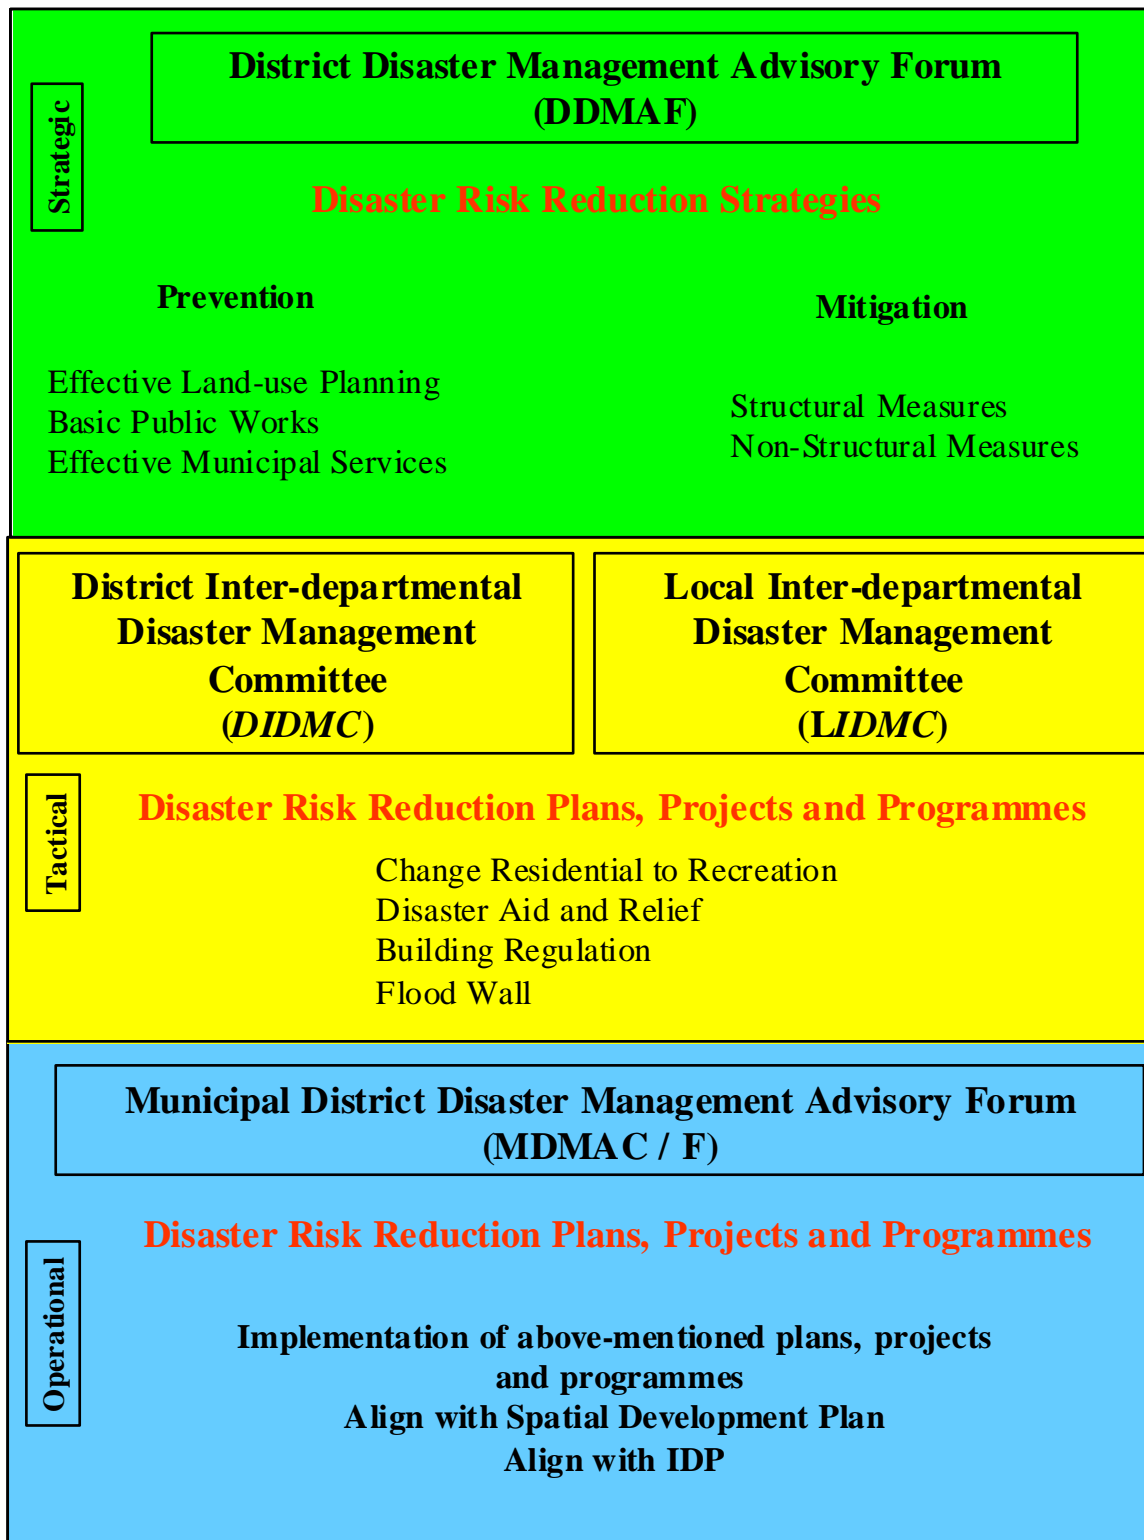 District Disaster Management Advisory Forum
(DDMAF)
Strategic
Disaster Risk Reduction Strategies
Prevention
Effective Land-use Planning
Basic Public Works
Effective Municipal Services
Mitigation
Structural Measures
Non-Structural Measures
District Inter-departmental
Disaster Management
Committee
(DIDMC)
Local Inter-departmental
Disaster Management
Committee
(LIDMC)
Tactical
Disaster Risk Reduction Plans, Projects and Programmes
Change Residential to Recreation
Disaster Aid and Relief
Building Regulation
Flood Wall
Municipal District Disaster Management Advisory Forum
(MDMAC / F)
Operational
Disaster Risk Reduction Plans, Projects and Programmes
Implementation of above-mentioned plans, projects
and programmes
Align with Spatial Development Plan
Align with IDP